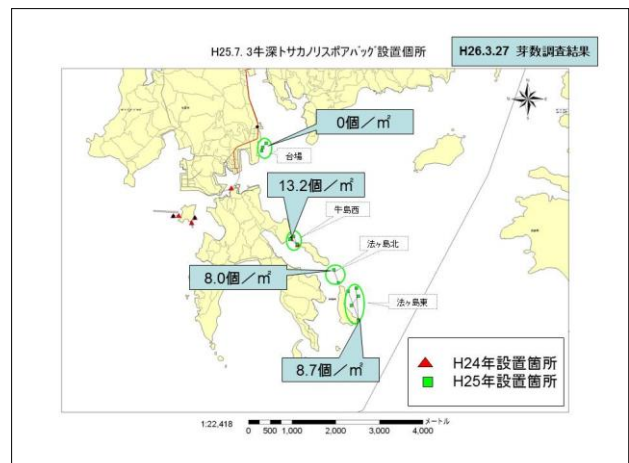 H25.7.3牛深トサカノリスポアバッグ設置個所
H26.3.27 芽数調査結果
0個／㎡
台場
13.2個／㎡
牛島西
法ヶ島北
8.0個／㎡
法ヶ島東
8.7個／㎡
H24年設置箇所
H25年設置箇所
1:22,418
メートル
0 500 1,000 2,000 3,000 4,000